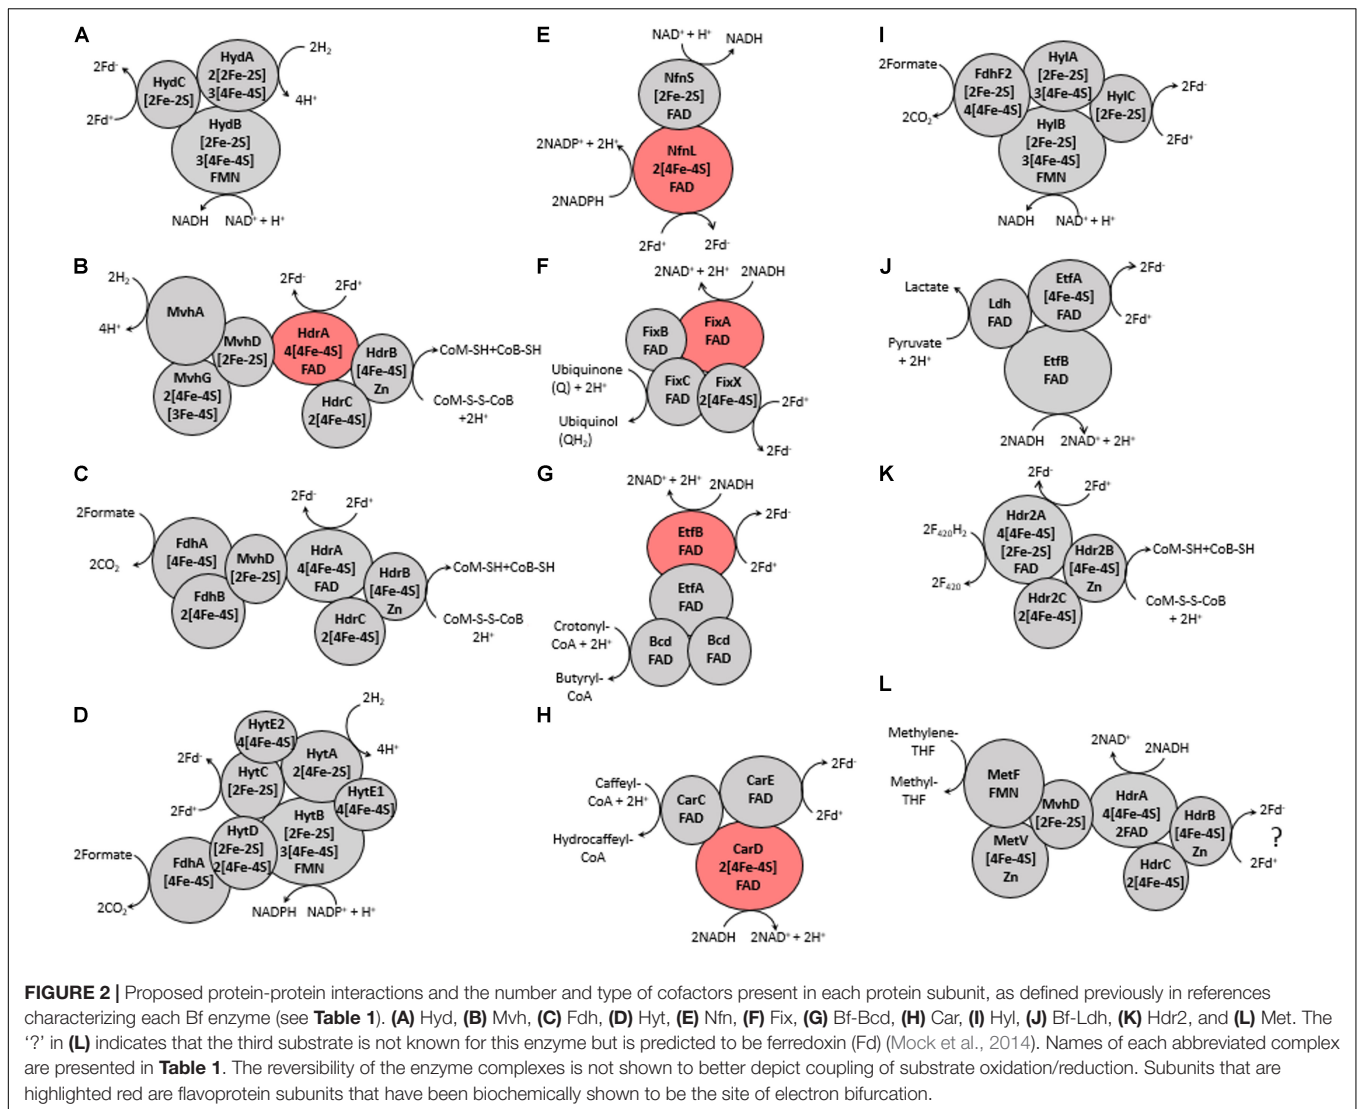 A
2Fd⁻
2Fd⁺
HydC
[2Fe-2S]
HydA
2[2Fe-2S]
3[4Fe-4S]
2H₂
4H⁺
HydB
[2Fe-2S]
3[4Fe-4S]
FMN
NADH
NAD⁺ + H⁺
B
2H₂
4H⁺
MvhA
MvhD
[2Fe-2S]
MvhG
2[4Fe-4S]
[3Fe-4S]
2Fd⁻
2Fd⁺
HdrA
4[4Fe-4S]
FAD
HdrB
[4Fe-4S]
Zn
HdrC
2[4Fe-4S]
CoM-SH+CoB-SH
CoM-S-S-CoB
+2H⁺
C
2Formate
2CO₂
FdhA
[4Fe-4S]
FdhB
2[4Fe-4S]
MvhD
[2Fe-2S]
2Fd⁻
2Fd⁺
HdrA
4[4Fe-4S]
FAD
HdrB
[4Fe-4S]
Zn
HdrC
2[4Fe-4S]
CoM-SH+CoB-SH
CoM-S-S-CoB
2H⁺
D
HytE2
4[4Fe-4S]
2H₂
4H⁺
HytA
2[4Fe-2S]
2Fd⁻
2Fd⁺
HytC
[2Fe-2S]
HytE1
4[4Fe-4S]
HytB
[2Fe-2S]
3[4Fe-4S]
FMN
HytD
[2Fe-2S]
2[4Fe-4S]
2Formate
2CO₂
FdhA
[4Fe-4S]
NADPH
NADP⁺ + H⁺
E
NAD⁺ + H⁺
NADH
NfnS
[2Fe-2S]
FAD
2NADP⁺ + 2H⁺
2NADPH
NfnL
2[4Fe-4S]
FAD
2Fd⁺
2Fd⁻
F
2NAD⁺ + 2H⁺
2NADH
FixB
FAD
FixA
FAD
Ubiquinone
(Q) + 2H⁺
Ubiquinol
(QH₂)
FixC
FAD
FixX
2[4Fe-4S]
2Fd⁺
2Fd⁻
G
2NAD⁺ + 2H⁺
2NADH
EtfB
FAD
2Fd⁻
2Fd⁺
EtfA
FAD
Crotonyl-
CoA + 2H⁺
Butyryl-
CoA
Bcd
FAD
Bcd
FAD
H
Caffeyl-
CoA + 2H⁺
Hydrocaffeyl-
CoA
CarC
FAD
CarE
FAD
2Fd⁻
2Fd⁺
CarD
2[4Fe-4S]
FAD
2NADH
2NAD⁺ + 2H⁺
I
2Formate
2CO₂
FdhF2
[2Fe-2S]
4[4Fe-4S]
HylA
[2Fe-2S]
3[4Fe-4S]
HylC
[2Fe-2S]
2Fd⁻
2Fd⁺
HylB
[2Fe-2S]
3[4Fe-4S]
FMN
NADH
NAD⁺ + H⁺
J
Lactate
Pyruvate
+ 2H⁺
Ldh
FAD
EtfA
[4Fe-4S]
FAD
2Fd⁻
2Fd⁺
EtfB
FAD
2NADH
2NAD⁺ + 2H⁺
K
2Fd⁻
2Fd⁺
2F₄₂₀H₂
2F₄₂₀
Hdr2A
4[4Fe-4S]
[2Fe-2S]
FAD
Hdr2B
[4Fe-4S]
Zn
Hdr2C
2[4Fe-4S]
CoM-SH+CoB-SH
CoM-S-S-CoB
+ 2H⁺
L
Methylene-
THF
Methyl-
THF
MetF
FMN
MetV
[4Fe-4S]
Zn
MvhD
[2Fe-2S]
2NAD⁺
2NADH
HdrA
4[4Fe-4S]
2FAD
HdrB
[4Fe-4S]
Zn
HdrC
2[4Fe-4S]
2Fd⁻
?
2Fd⁺
FIGURE 2 | Proposed protein-protein interactions and the number and type of cofactors present in each protein subunit, as defined previously in references
characterizing each Bf enzyme (see Table 1). (A) Hyd, (B) Mvh, (C) Fdh, (D) Hyt, (E) Nfn, (F) Fix, (G) Bf-Bcd, (H) Car, (I) Hyl, (J) Bf-Ldh, (K) Hdr2, and (L) Met. The
‘?’ in (L) indicates that the third substrate is not known for this enzyme but is predicted to be ferredoxin (Fd) (Mock et al., 2014). Names of each abbreviated complex
are presented in Table 1. The reversibility of the enzyme complexes is not shown to better depict coupling of substrate oxidation/reduction. Subunits that are
highlighted red are flavoprotein subunits that have been biochemically shown to be the site of electron bifurcation.